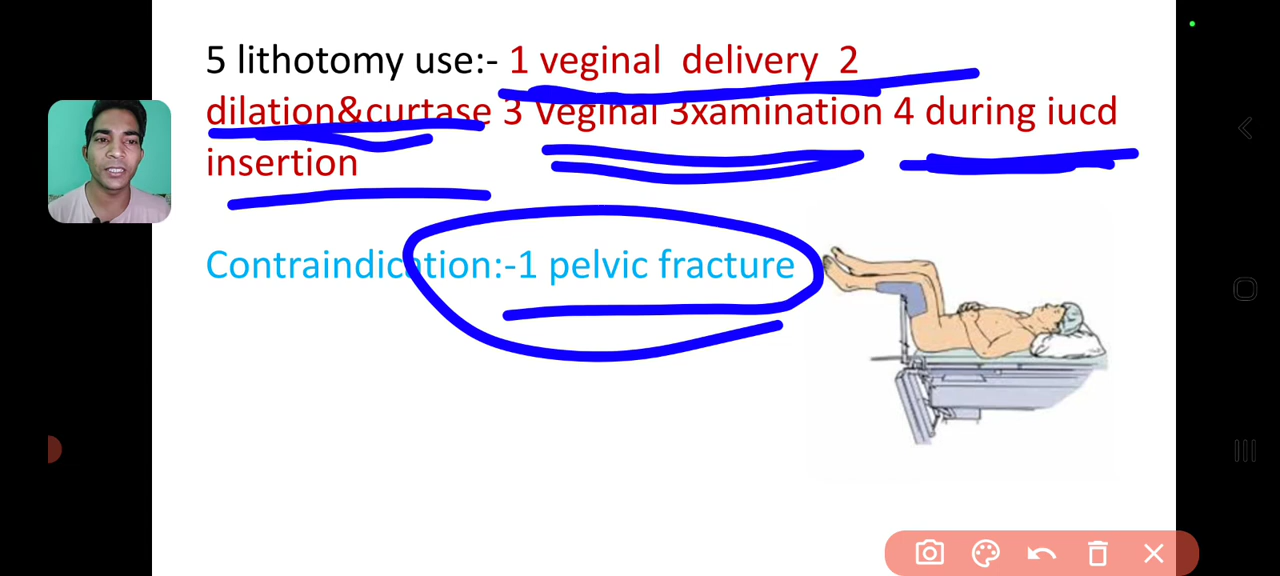 5 lithotomy use:- 1 veginal delivery 2
dilation&curtase 3 veginal 3xamination 4 during iucd
insertion
Contraindication:-1 pelvic fracture